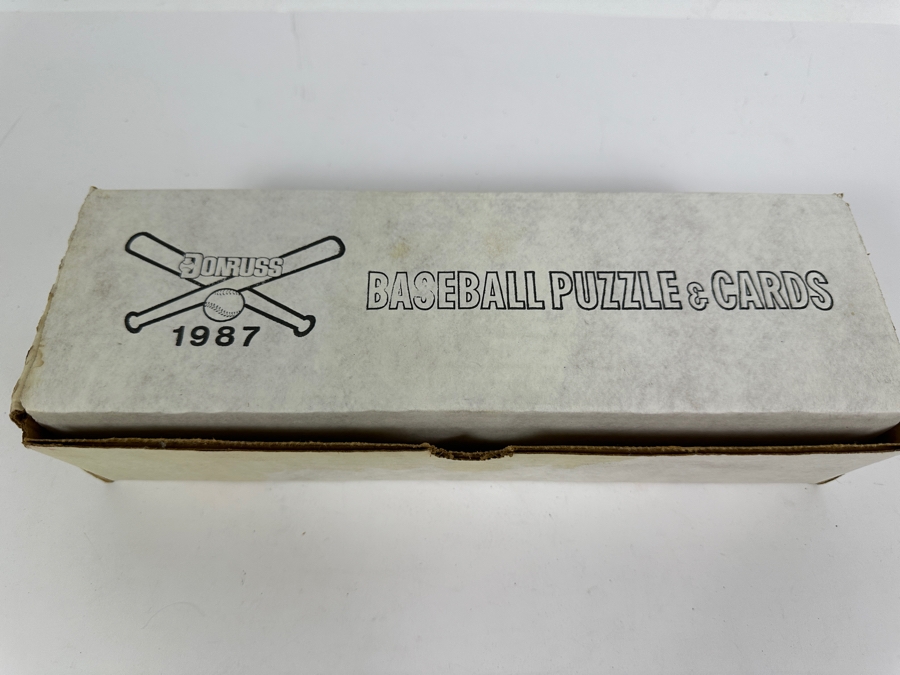 DONRUSS
1987
BASEBALL PUZZLE & CARDS